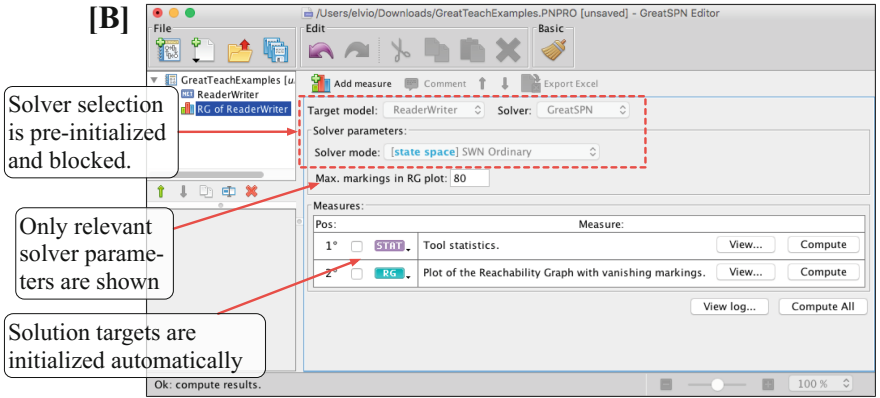 [B]
/Users/elvio/Downloads/GreatTeachExamples.PNPRO [unsaved] - GreatSPN Editor
File
Edit
Basic
GreatTeachExamples [u
ReaderWriter
RG of ReaderWriter
Add measure
Comment
Export Excel
Target model: ReaderWriter
Solver: GreatSPN
Solver parameters:
Solver mode: [state space] SWN Ordinary
Max. markings in RG plot: 80
Measures:
Pos:
Measure:
1°
STAT
Tool statistics.
View...
Compute
2°
RG
Plot of the Reachability Graph with vanishing markings.
View...
Compute
View log...
Compute All
Ok: compute results.
100 %
Solver selection
is pre-initialized
and blocked.
Only relevant
solver parame-
ters are shown
Solution targets are
initialized automatically